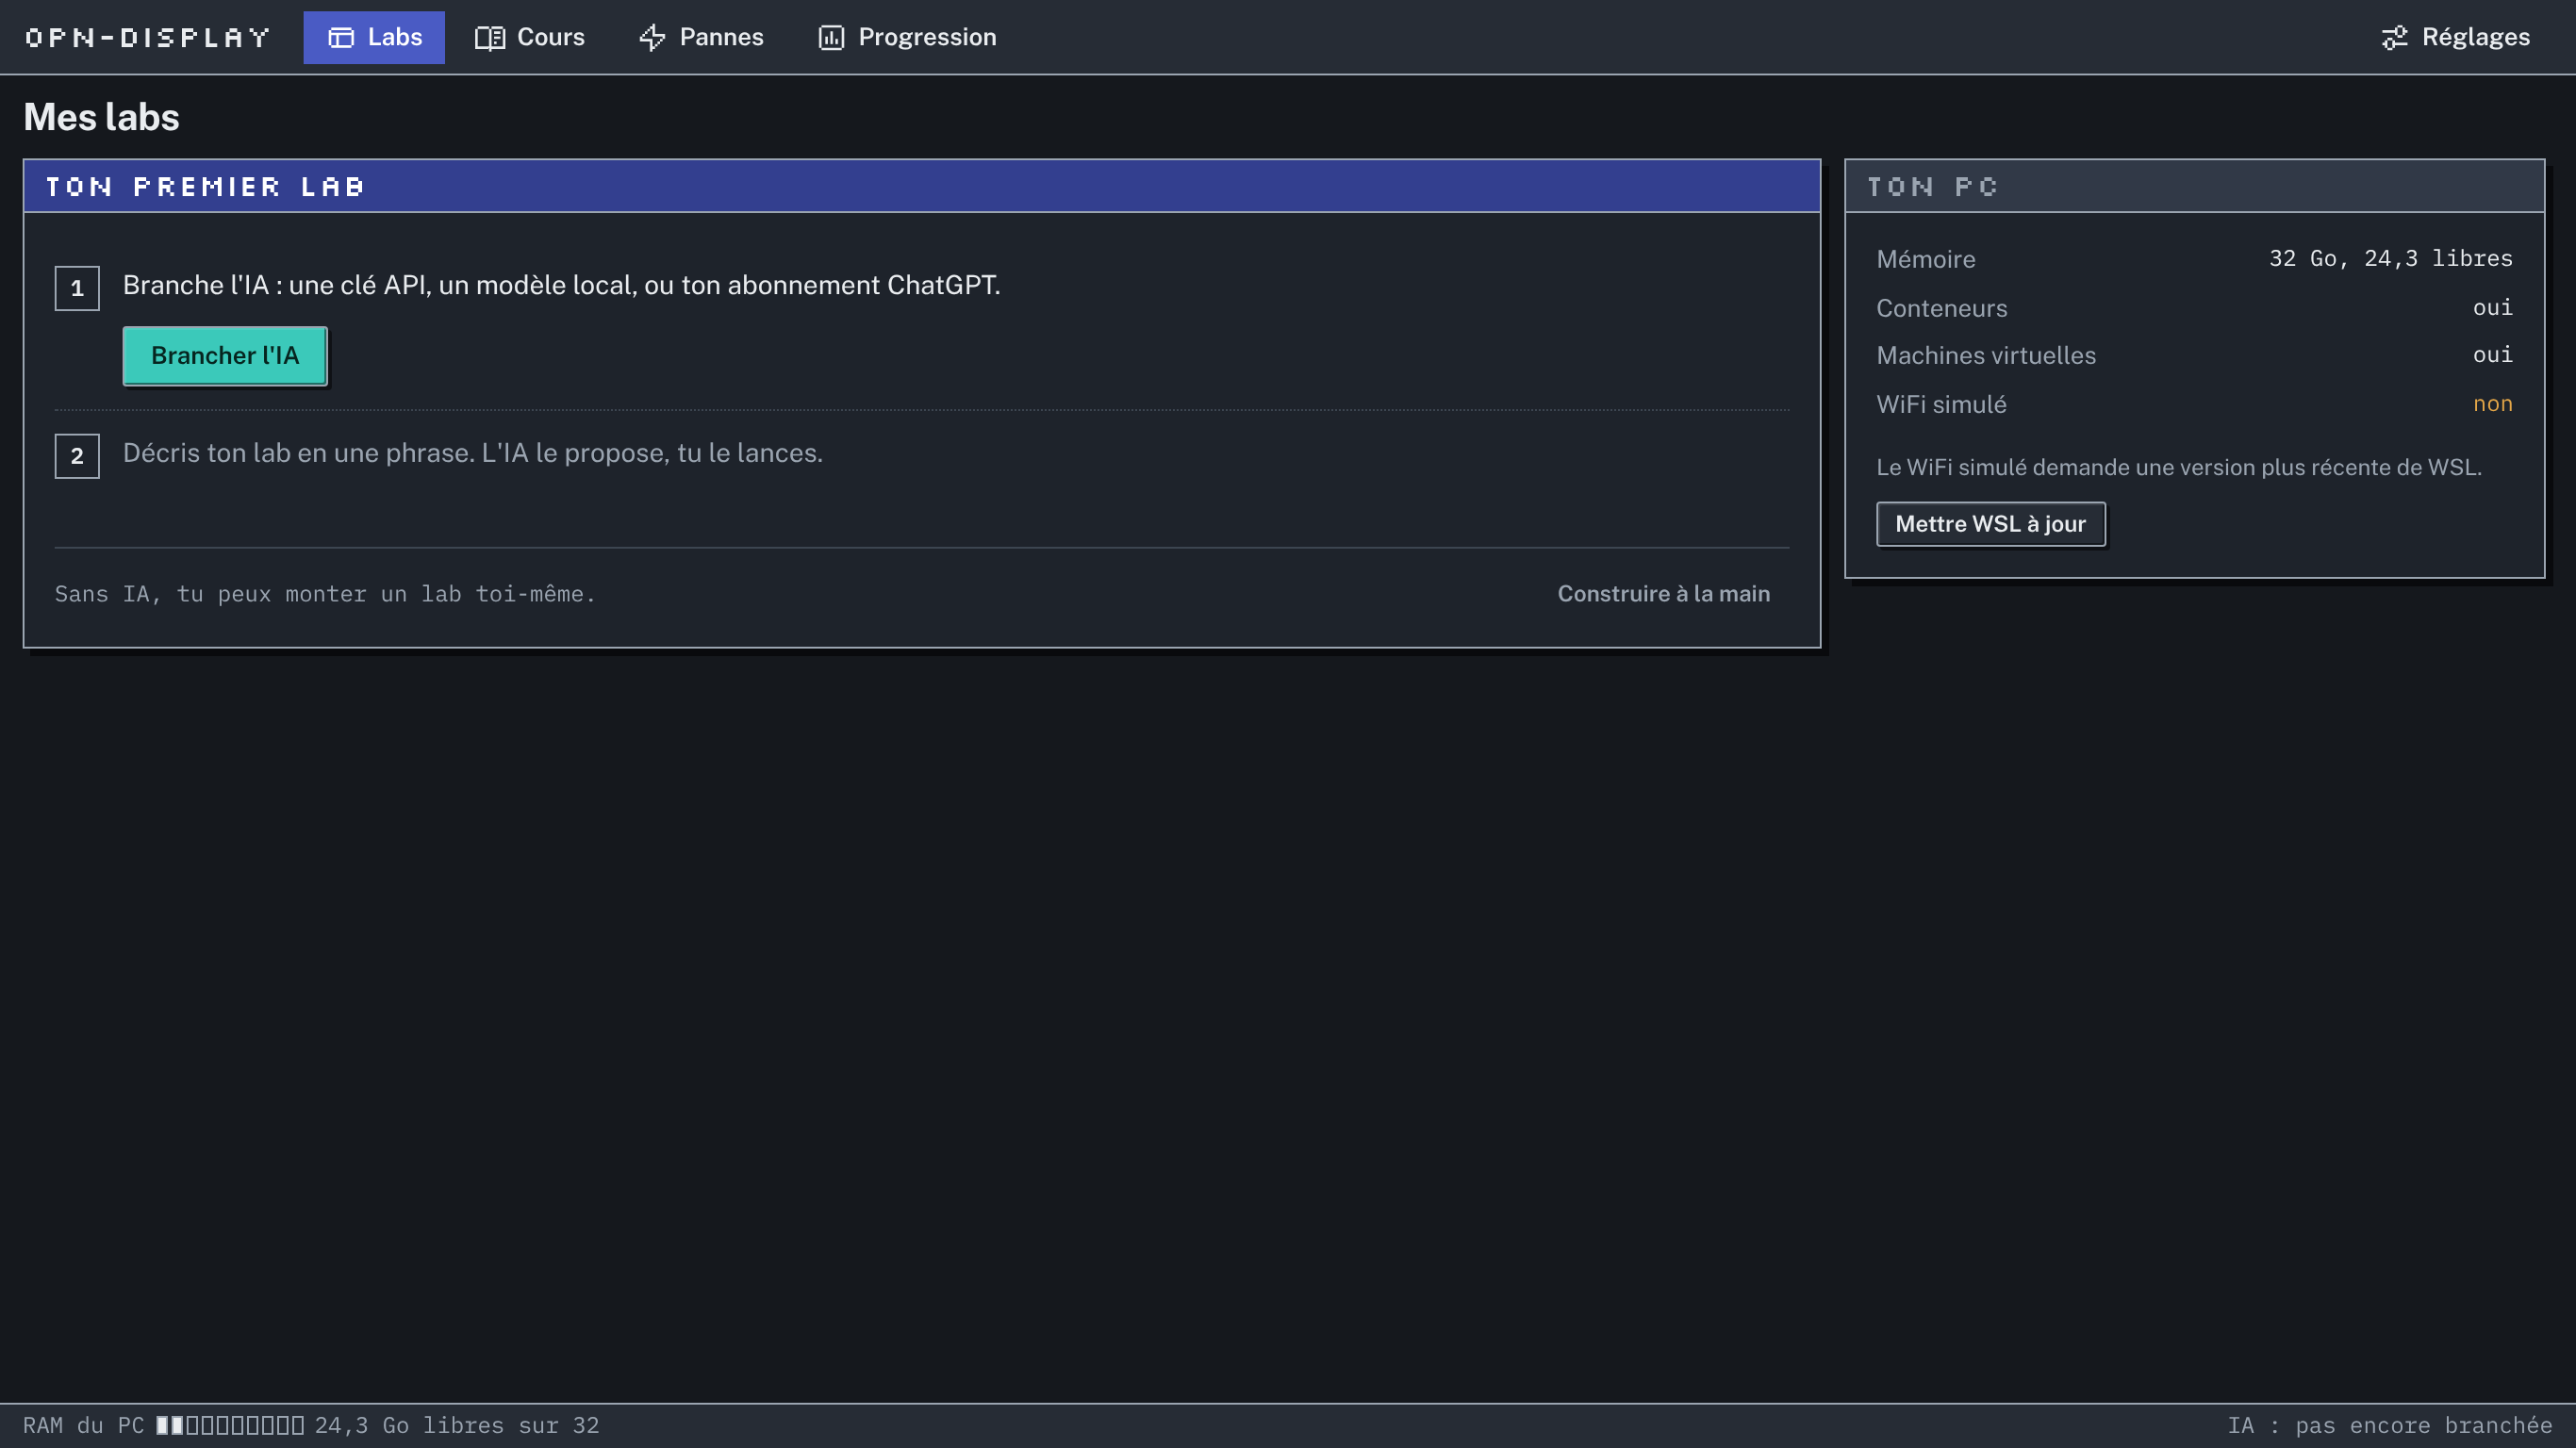 OPN-DISPLAY
Labs
Cours
Pannes
Progression
Réglages
Mes labs
TON PREMIER LAB
1
Branche l'IA : une clé API, un modèle local, ou ton abonnement ChatGPT.
Brancher l'IA
2
Décris ton lab en une phrase. L'IA le propose, tu le lances.
Sans IA, tu peux monter un lab toi-même.
Construire à la main
TON PC
Mémoire 32 Go, 24,3 libres
Conteneurs oui
Machines virtuelles oui
WiFi simulé non
Le WiFi simulé demande une version plus récente de WSL.
Mettre WSL à jour
RAM du PC 24,3 Go libres sur 32
IA : pas encore branchée